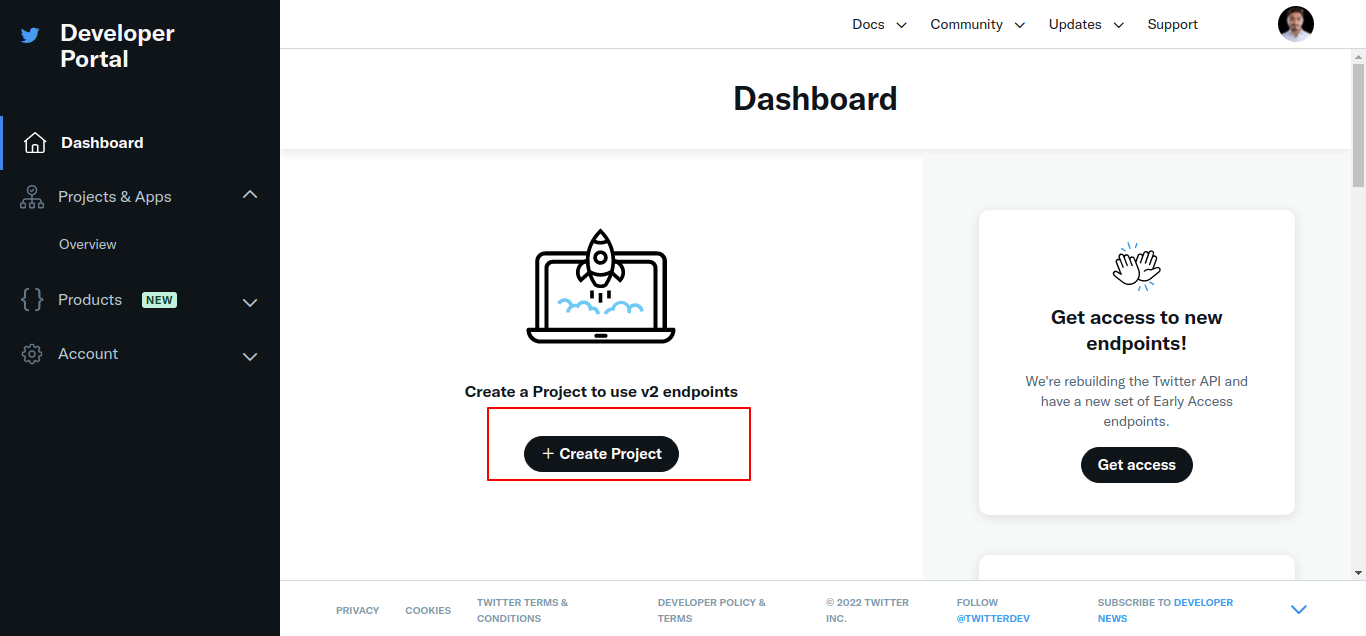 Developer
Portal
Docs
Community
Updates
Support
Dashboard
Projects & Apps
Overview
Products
NEW
Account
Dashboard
Create a Project to use v2 endpoints
+ Create Project
Get access to new
endpoints!
We're rebuilding the Twitter API and
have a new set of Early Access
endpoints.
Get access
PRIVACY
COOKIES
TWITTER TERMS &
CONDITIONS
DEVELOPER POLICY &
TERMS
© 2022 TWITTER
INC.
FOLLOW
@TWITTERDEV
SUBSCRIBE TO DEVELOPER
NEWS